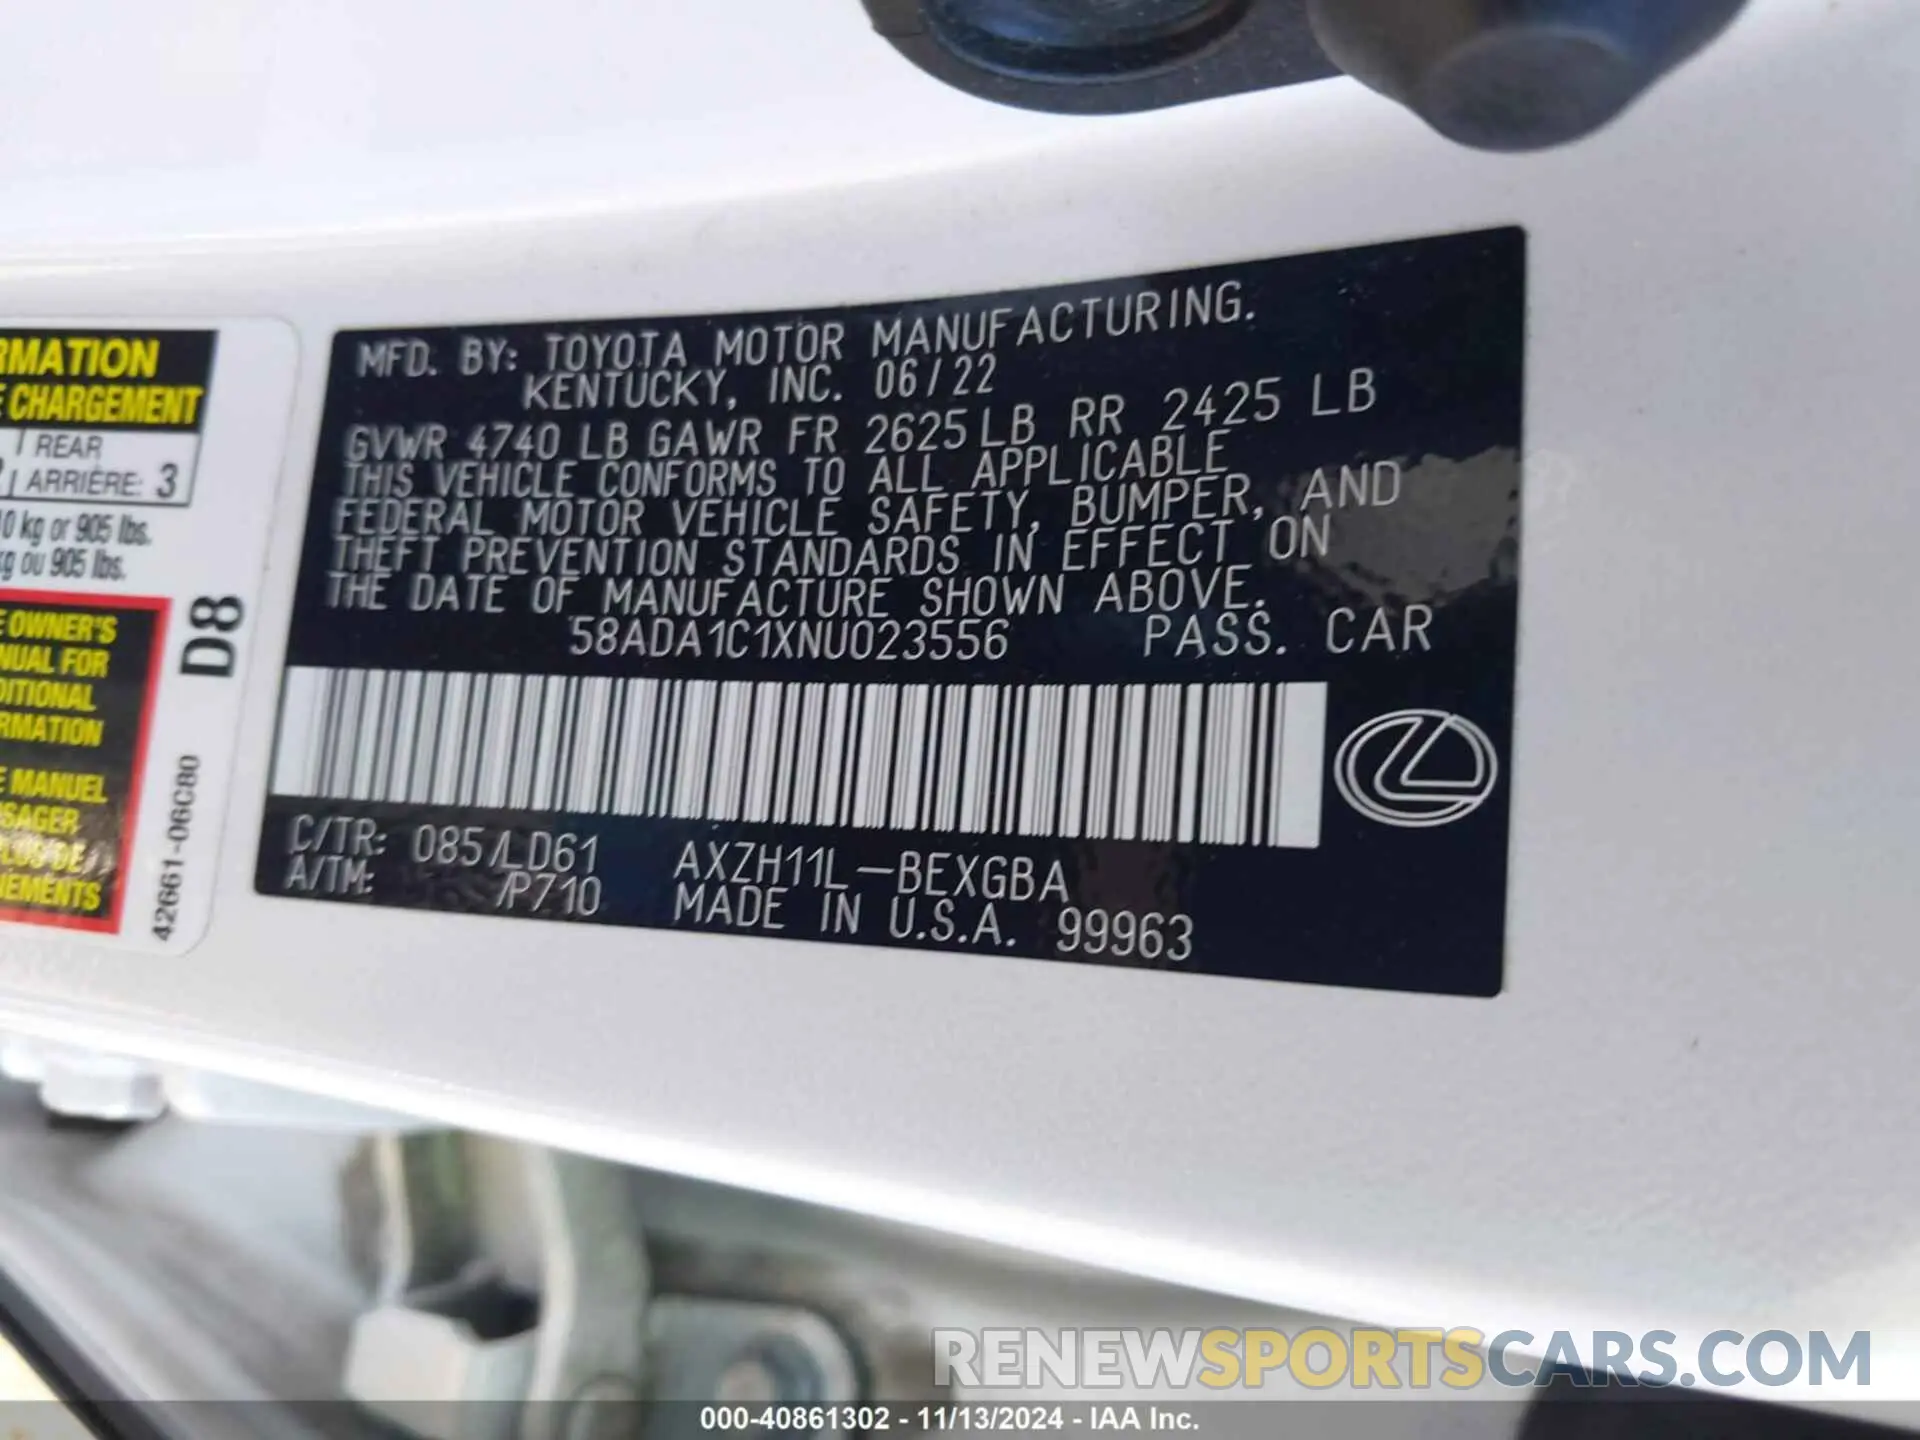 MFD. BY: TOYOTA MOTOR MANUFACTURING.
KENTUCKY, INC. 06/22
GVWR 4740 LB GAWR FR 2625 LB RR 2425 LB
THIS VEHICLE CONFORMS TO ALL APPLICABLE
FEDERAL MOTOR VEHICLE SAFETY, BUMPER, AND
THEFT PREVENTION STANDARDS IN EFFECT ON
THE DATE OF MANUFACTURE SHOWN ABOVE.
58ADA1C1XNU023556 PASS. CAR
C/TR: 085/LD61 AXZH11L-BEXGBA
A/TM: /P710 MADE IN U.S.A. 99963
RMATION
E CHARGEMENT
REAR
ARRIÈRE: 3
0 kg or 905 lbs.
kg ou 905 lbs.
E OWNER'S
NUAL FOR
DITIONAL
RMATION
E MANUEL
SAGER
PLUS DE
NEMENTS
D8
42661-06C80
RENEWSPORTSCARS.COM
000-40861302 - 11/13/2024 - IAA Inc.